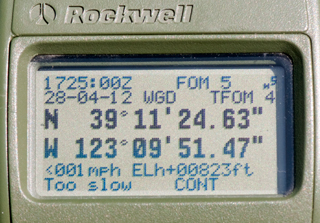 Rockwell
1725:00Z FOM 5
28-04-12 WGD TFOM 4
N 39°11'24.63"
W 123°09'51.47"
<001mph ELh+00823ft
Too slow CONT